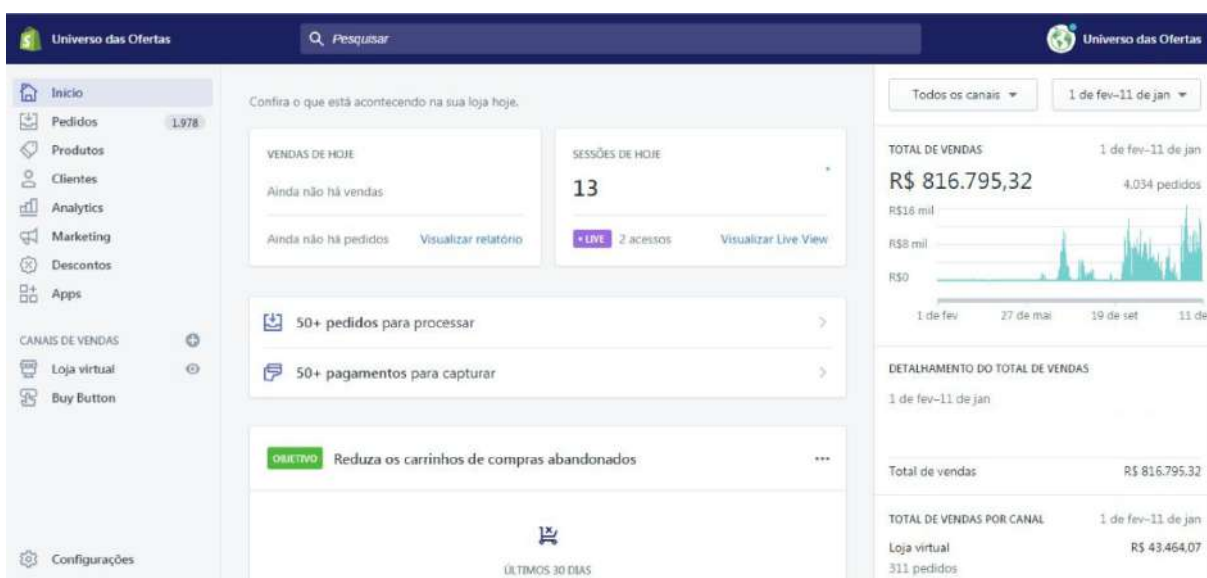 Universo das Ofertas
Pesquisar
Universo das Ofertas
Início
Pedidos 1.978
Produtos
Clientes
Analytics
Marketing
Descontos
Apps
CANAIS DE VENDAS
Loja virtual
Buy Button
Configurações
Confira o que está acontecendo na sua loja hoje.
VENDAS DE HOJE
Ainda não há vendas
Ainda não há pedidos Visualizar relatório
SESSÕES DE HOJE
13
• LIVE 2 acessos Visualizar Live View
50+ pedidos para processar
50+ pagamentos para capturar
OBJETIVO Reduza os carrinhos de compras abandonados
ÚLTIMOS 30 DIAS
Todos os canais 1 de fev–11 de jan
TOTAL DE VENDAS 1 de fev–11 de jan
R$ 816.795,32 4.034 pedidos
R$16 mil
R$8 mil
R$0
1 de fev 27 de mai 19 de set 11 de
DETALHAMENTO DO TOTAL DE VENDAS
1 de fev–11 de jan
Total de vendas R$ 816.795,32
TOTAL DE VENDAS POR CANAL 1 de fev–11 de jan
Loja virtual R$ 43.464,07
311 pedidos